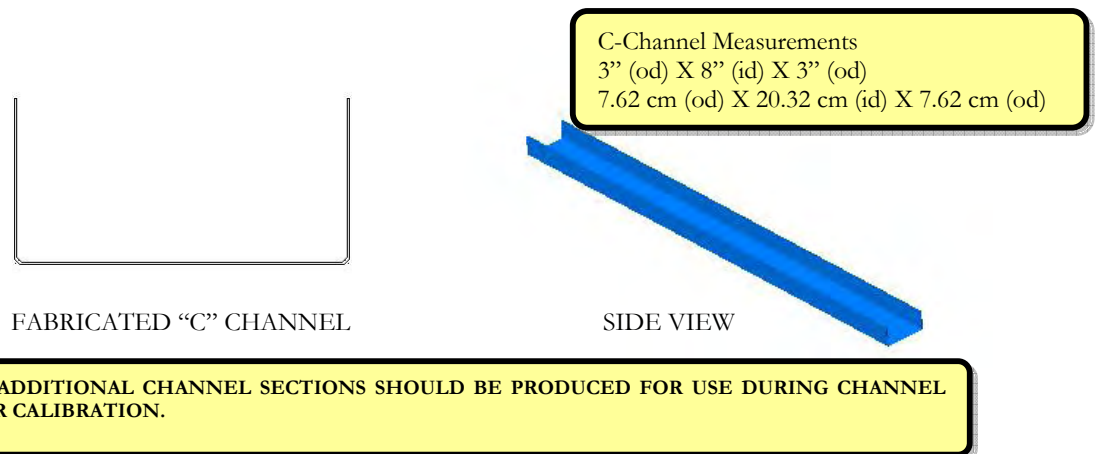 C-Channel Measurements
3” (od) X 8” (id) X 3” (od)
7.62 cm (od) X 20.32 cm (id) X 7.62 cm (od)
FABRICATED “C” CHANNEL
SIDE VIEW
ADDITIONAL CHANNEL SECTIONS SHOULD BE PRODUCED FOR USE DURING CHANNEL
CALIBRATION.